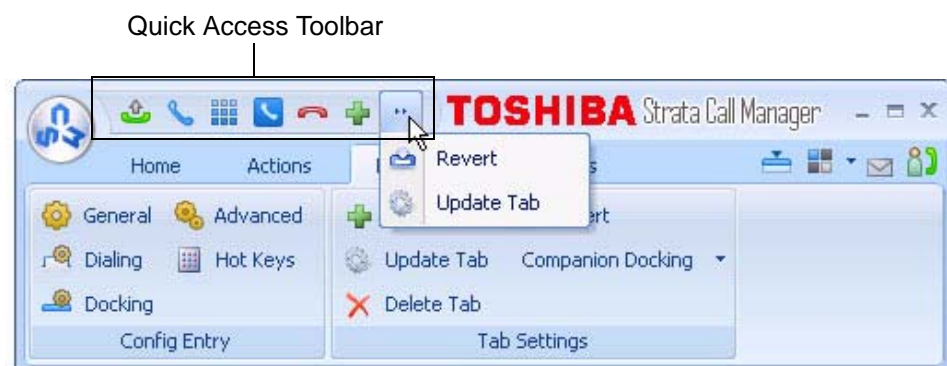 Quick Access Toolbar
TOSHIBA Strata Call Manager
Home Actions
Revert
Update Tab
General Advanced
Dialing Hot Keys
Update Tab Companion Docking
Docking
Delete Tab
Config Entry
Tab Settings